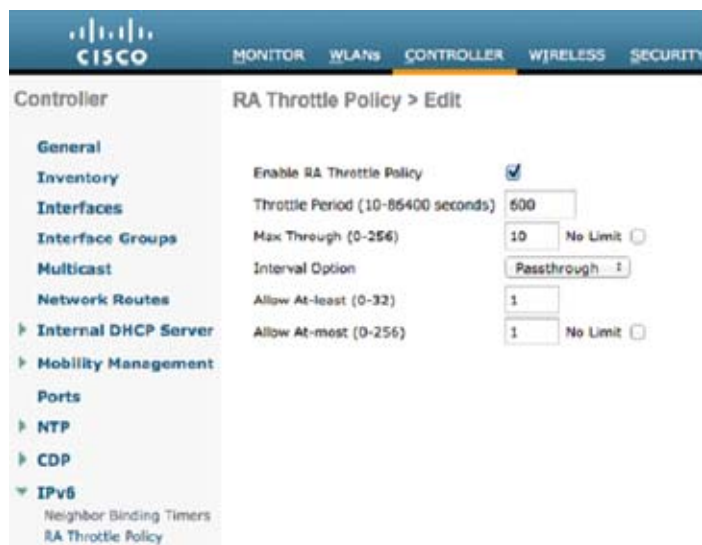 CISCO
MONITOR WLANs CONTROLLER WIRELESS SECURITY
Controller
RA Throttle Policy > Edit
General
Inventory
Interfaces
Interface Groups
Multicast
Network Routes
Internal DHCP Server
Mobility Management
Ports
NTP
CDP
IPv6
Neighbor Binding Timers
RA Throttle Policy
Enable RA Throttle Policy
Throttle Period (10-86400 seconds) 600
Max Through (0-256) 10 No Limit
Interval Option Passthrough
Allow At-least (0-32) 1
Allow At-most (0-256) 1 No Limit